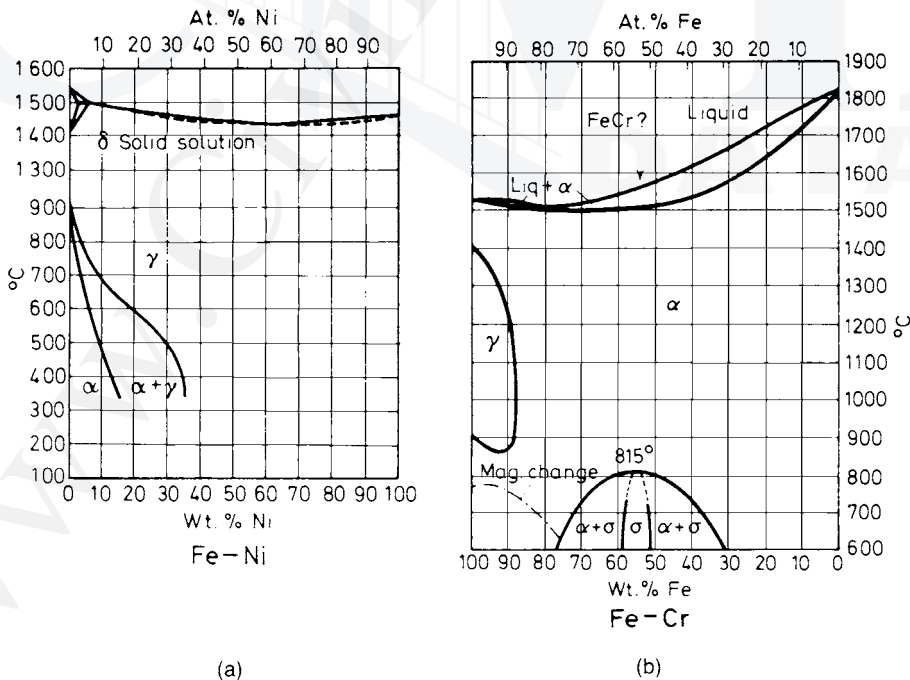 At. % Ni
10 20 30 40 50 60 70 80 90
1600
1500
1400
δ Solid solution
1300
900
800
°C
700
γ
600
500
400
α
α+γ
300
200
100
0 10 20 30 40 50 60 70 80 90 100
Wt. % Ni
Fe–Ni
(a)
At. % Fe
90 80 70 60 50 40 30 20 10
1900
1800
FeCr?
Liquid
1700
Liq + α
1600
1500
1400
α
1300
γ
1200
°C
1100
1000
900
815°
Mag. change
800
α+σ
σ
α+σ
700
600
100 90 80 70 60 50 40 30 20 10 0
Wt. % Fe
Fe–Cr
(b)